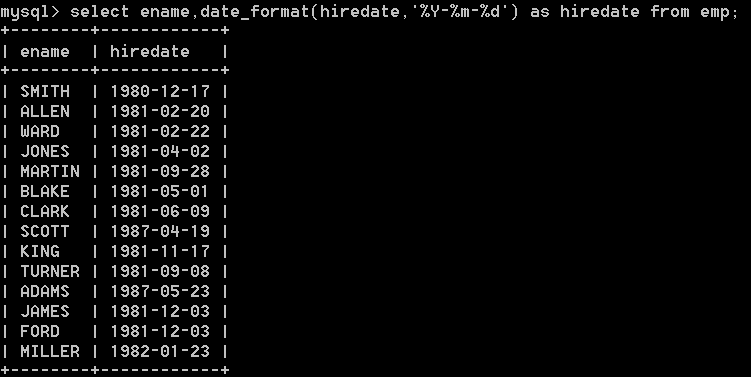 mysql> select ename,date_format(hiredate,'%Y-%m-%d') as hiredate from emp;
+--------+------------+
| ename  | hiredate   |
+--------+------------+
| SMITH  | 1980-12-17 |
| ALLEN  | 1981-02-20 |
| WARD   | 1981-02-22 |
| JONES  | 1981-04-02 |
| MARTIN | 1981-09-28 |
| BLAKE  | 1981-05-01 |
| CLARK  | 1981-06-09 |
| SCOTT  | 1987-04-19 |
| KING   | 1981-11-17 |
| TURNER | 1981-09-08 |
| ADAMS  | 1987-05-23 |
| JAMES  | 1981-12-03 |
| FORD   | 1981-12-03 |
| MILLER | 1982-01-23 |
+--------+------------+